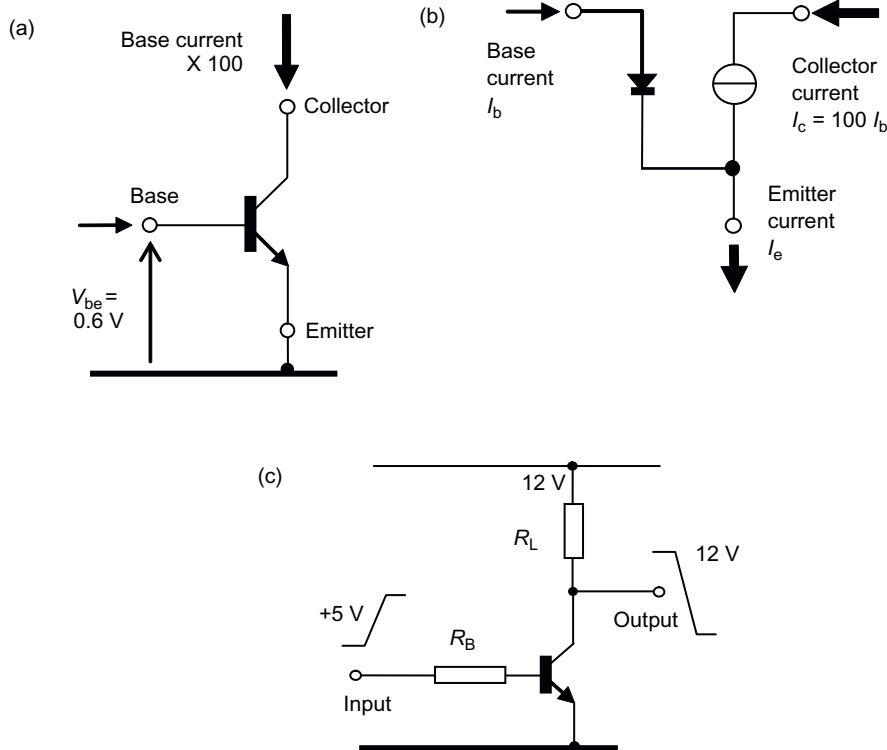 (a)
Base current
X 100
Collector
Base
V_be =
0.6 V
Emitter
(b)
Base
current
I_b
Collector
current
I_c = 100 I_b
Emitter
current
I_e
(c)
12 V
R_L
12 V
+5 V
Output
R_B
Input